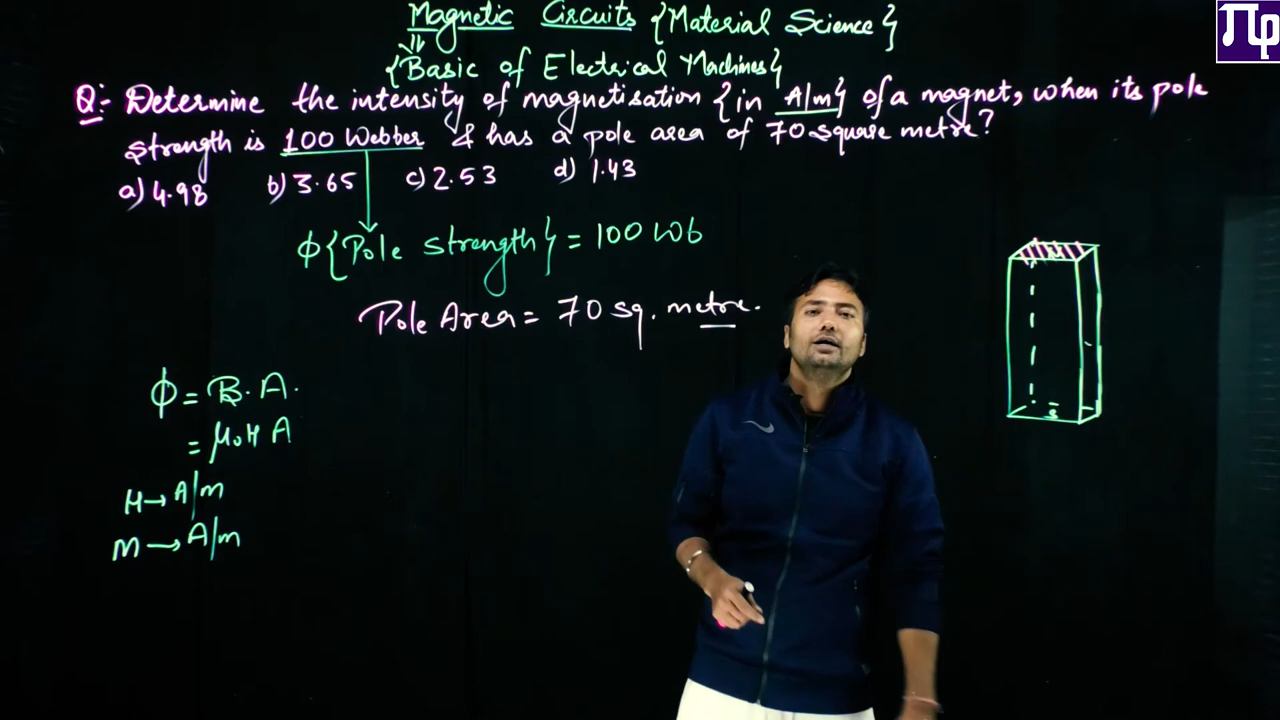 Magnetic Circuits {Material Science}
⇓
{Basic of Electrical Machines}
Q:- Determine the intensity of magnetisation {in A/m} of a magnet, when its pole
strength is 100 Webber & has a pole area of 70 square metre?
a) 4.98 b) 3.65 c) 2.53 d) 1.43
ϕ{Pole Strength} = 100 Wb
Pole Area = 70 sq. metre.
ϕ = B.A.
= μ₀H A
H → A/m
M → A/m
Πφ